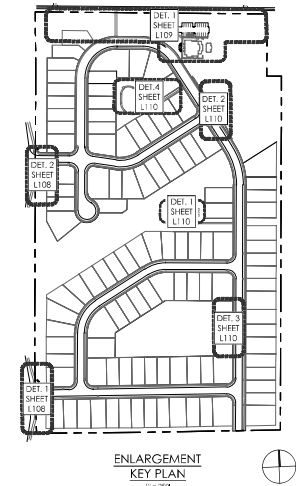 DET. 1
SHEET
L109
DET. 4
SHEET
L110
DET. 2
SHEET
L110
DET. 2
SHEET
L108
DET. 1
SHEET
L110
DET. 3
SHEET
L110
DET. 1
SHEET
L108
ENLARGEMENT
KEY PLAN